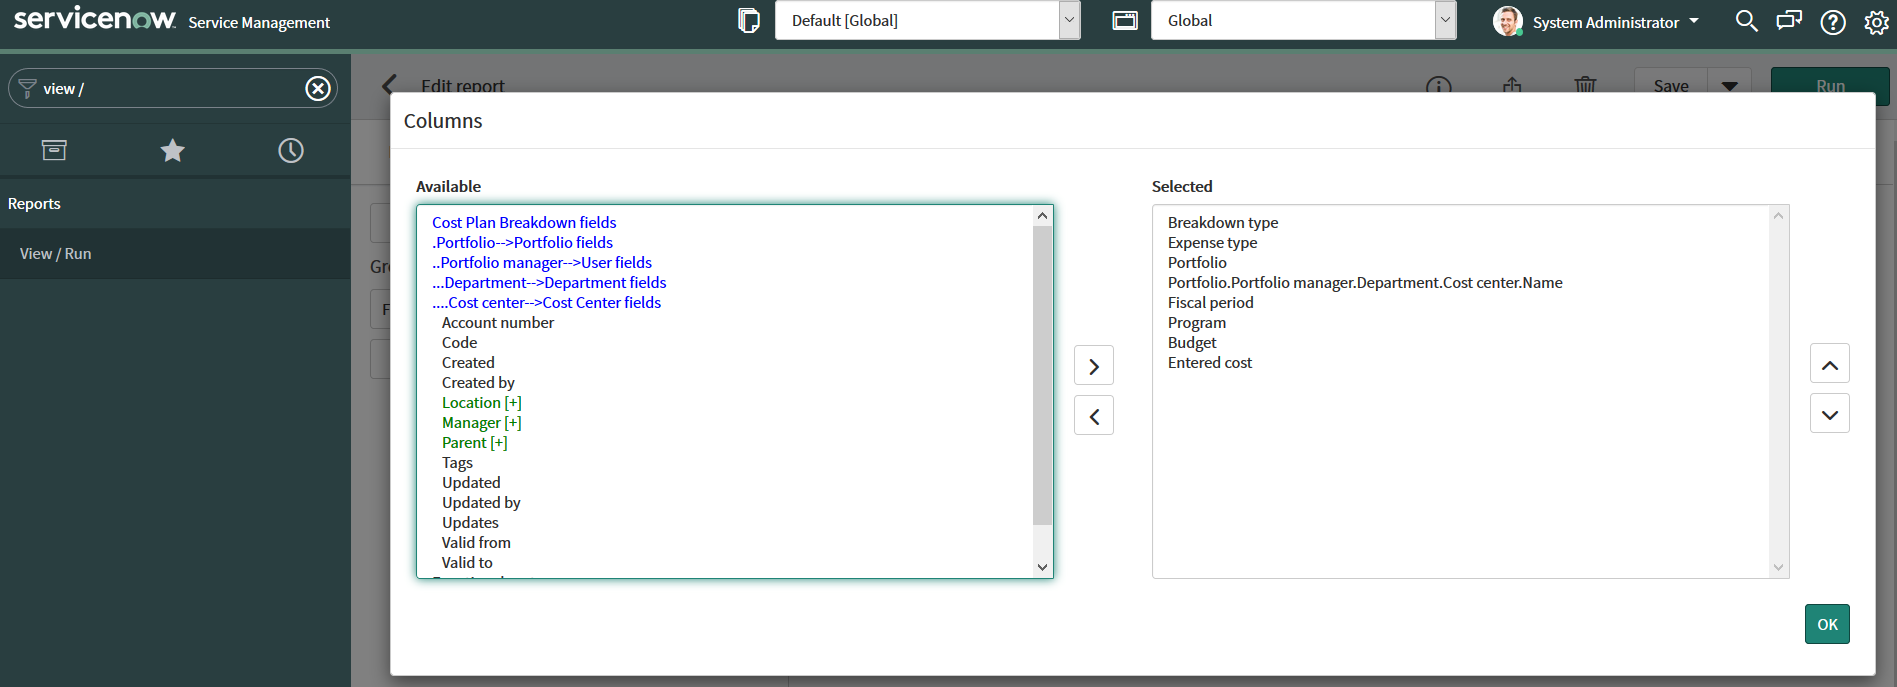 servicenow Service Management
Default [Global]
Global
System Administrator
view /
Edit report
Save
Run
Reports
View / Run
Columns
Available
Cost Plan Breakdown fields
.Portfolio-->Portfolio fields
..Portfolio manager-->User fields
...Department-->Department fields
....Cost center-->Cost Center fields
Account number
Code
Created
Created by
Location [+]
Manager [+]
Parent [+]
Tags
Updated
Updated by
Updates
Valid from
Valid to
Selected
Breakdown type
Expense type
Portfolio
Portfolio.Portfolio manager.Department.Cost center.Name
Fiscal period
Program
Budget
Entered cost
OK